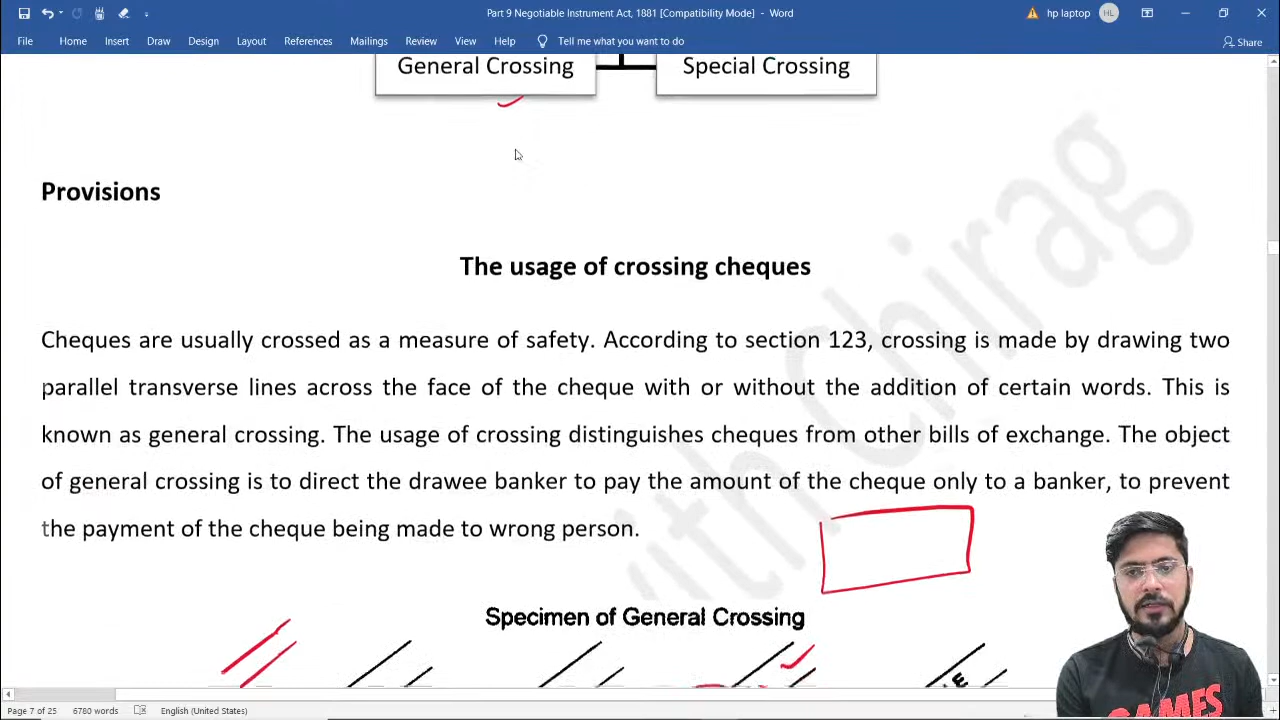 Part 9 Negotiable Instrument Act, 1881 [Compatibility Mode] - Word
hp laptop
HL
File Home Insert Draw Design Layout References Mailings Review View Help Tell me what you want to do
Share
General Crossing Special Crossing
Provisions
The usage of crossing cheques
Cheques are usually crossed as a measure of safety. According to section 123, crossing is made by drawing two
parallel transverse lines across the face of the cheque with or without the addition of certain words. This is
known as general crossing. The usage of crossing distinguishes cheques from other bills of exchange. The object
of general crossing is to direct the drawee banker to pay the amount of the cheque only to a banker, to prevent
the payment of the cheque being made to wrong person.
with Chirag
Specimen of General Crossing
GAMES
Page 7 of 25 6780 words English (United States)